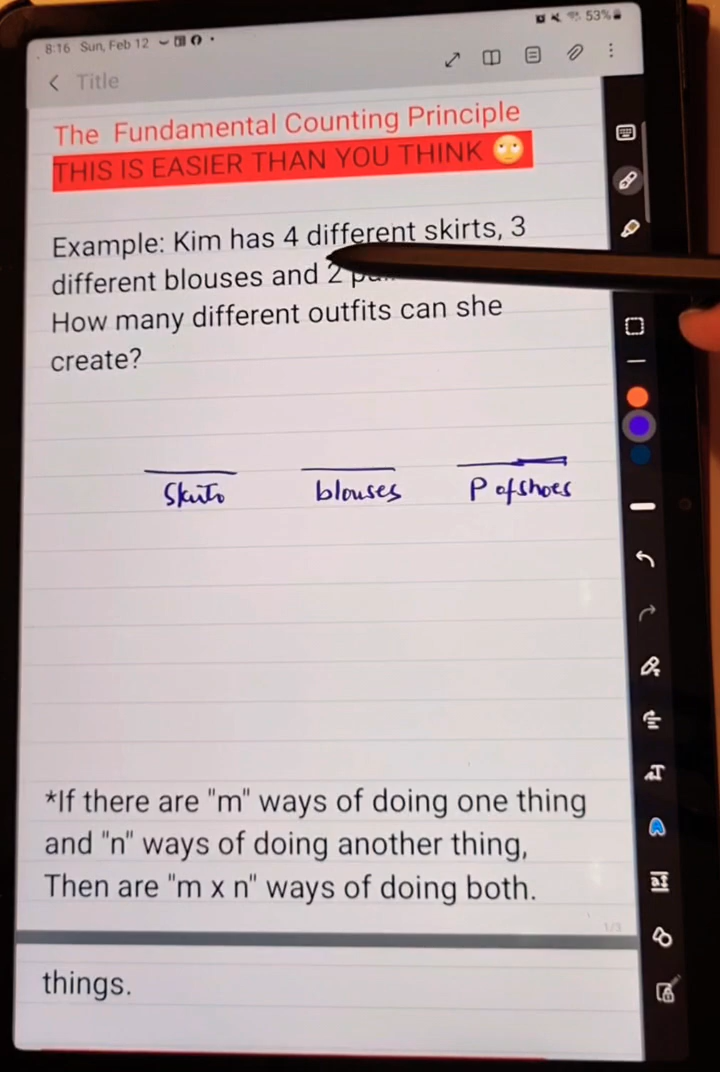 8:16 Sun, Feb 12
53%
Title
The Fundamental Counting Principle
THIS IS EASIER THAN YOU THINK 🙄
Example: Kim has 4 different skirts, 3
different blouses and 2
How many different outfits can she
create?
Skirts blouses P of shoes
*If there are "m" ways of doing one thing
and "n" ways of doing another thing,
Then are "m x n" ways of doing both.
1/3
things.